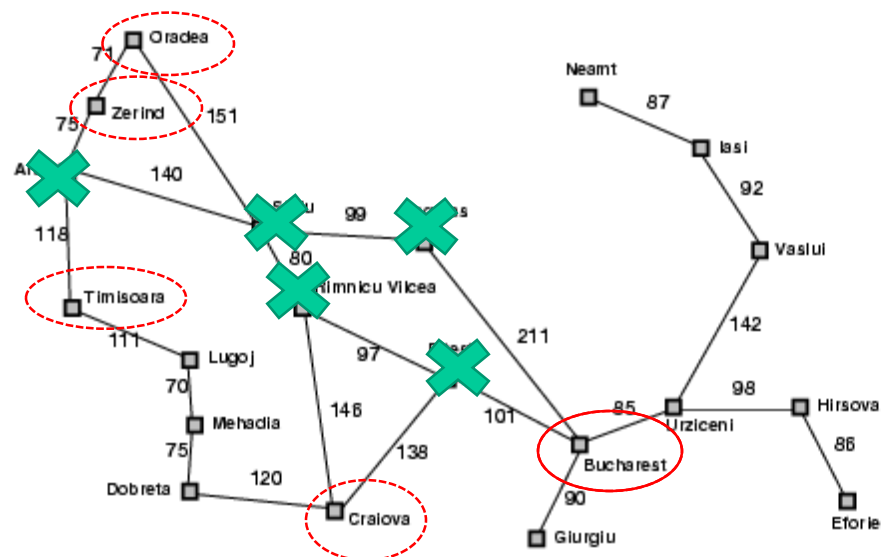 Oradea
71
Neamt
Zerind
87
151
75
Iasi
140
92
99
118
80
Vaslui
Rimnicu Vilcea
Timisoara
211
142
111
Lugoj
97
70
98
85
Hirsova
146
101
Urziceni
Mehadia
75
138
86
Bucharest
120
Dobreta
90
Craiova
Eforie
Giurgiu